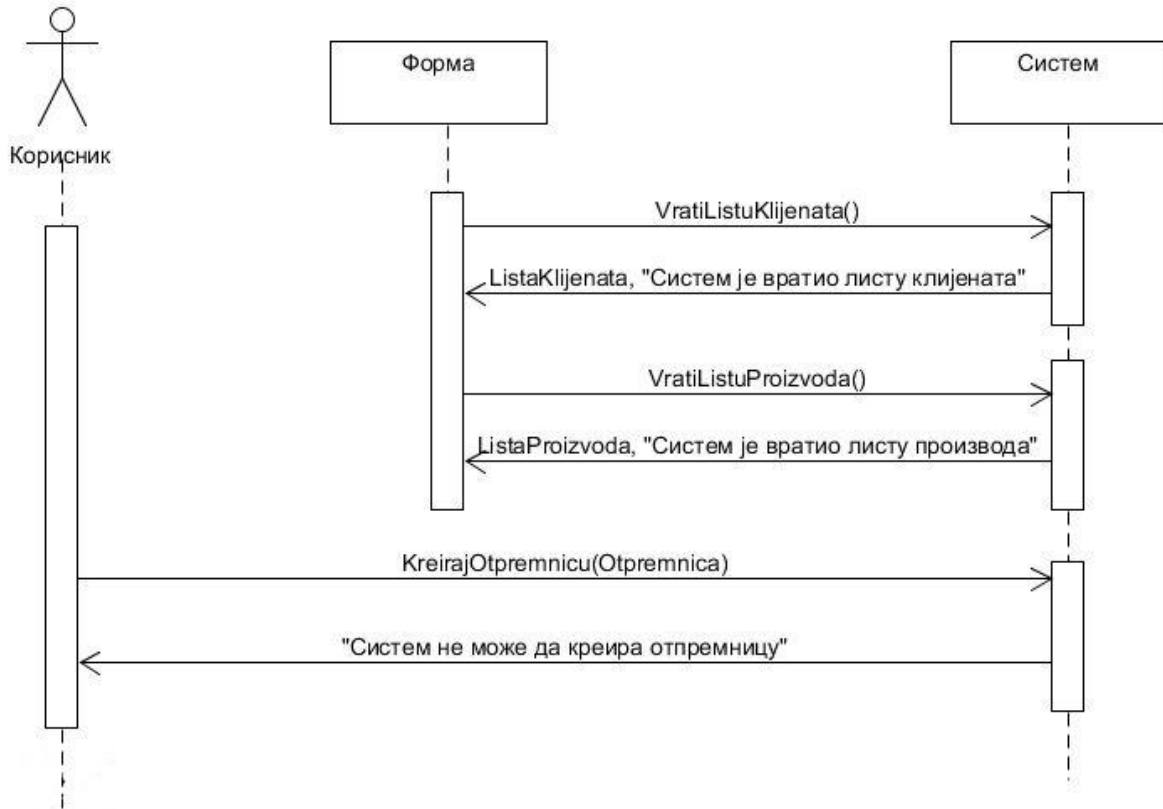 Форма
Систем
Корисник
VratiListuKlijenata()
ListaKlijenata, "Систем је вратио листу клијената"
VratiListuProizvoda()
ListaProizvoda, "Систем је вратио листу производа"
KreirajOtpremnicu(Otpremnica)
"Систем не може да креира отпремницу"